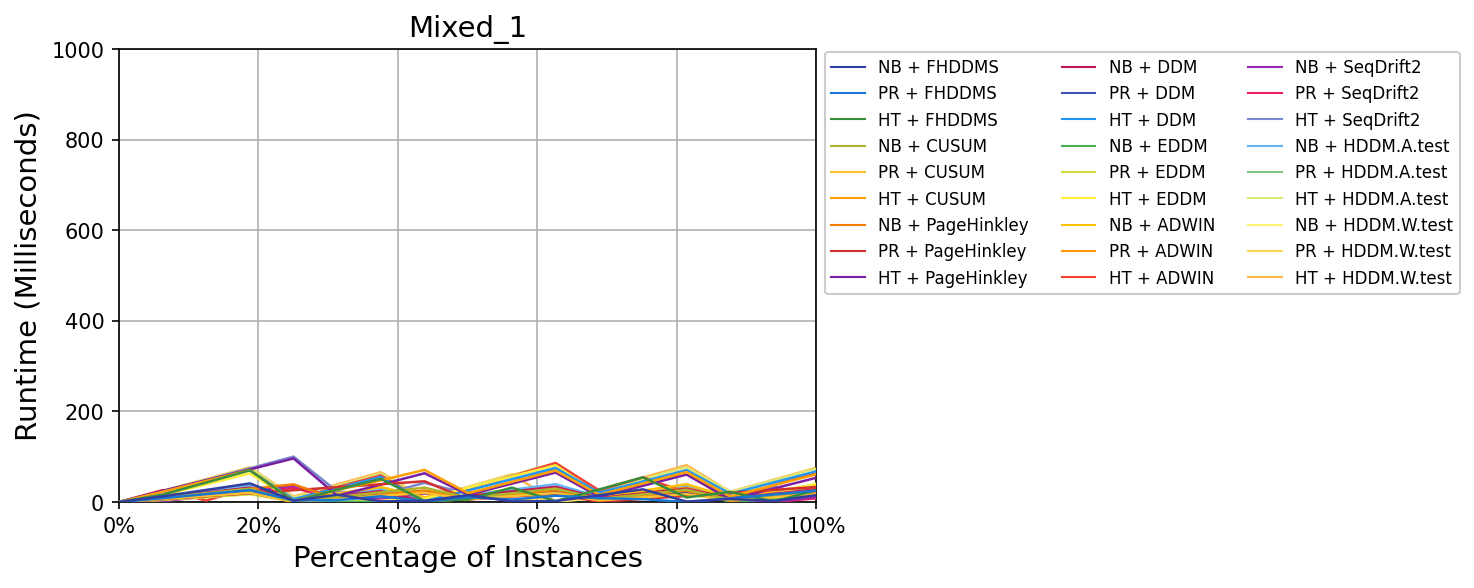 Mixed_1
Runtime (Milliseconds)
1000
800
600
400
200
0
0% 20% 40% 60% 80% 100%
Percentage of Instances
NB + FHDDMS
PR + FHDDMS
HT + FHDDMS
NB + CUSUM
PR + CUSUM
HT + CUSUM
NB + PageHinkley
PR + PageHinkley
HT + PageHinkley
NB + DDM
PR + DDM
HT + DDM
NB + EDDM
PR + EDDM
HT + EDDM
NB + ADWIN
PR + ADWIN
HT + ADWIN
NB + SeqDrift2
PR + SeqDrift2
HT + SeqDrift2
NB + HDDM.A.test
PR + HDDM.A.test
HT + HDDM.A.test
NB + HDDM.W.test
PR + HDDM.W.test
HT + HDDM.W.test